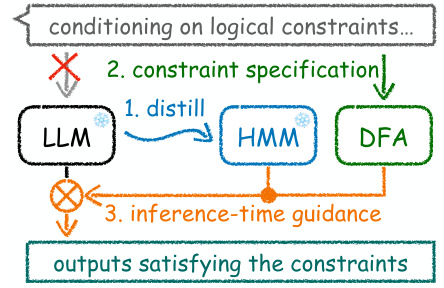 conditioning on logical constraints...
2. constraint specification
1. distill
LLM
HMM
DFA
3. inference-time guidance
outputs satisfying the constraints